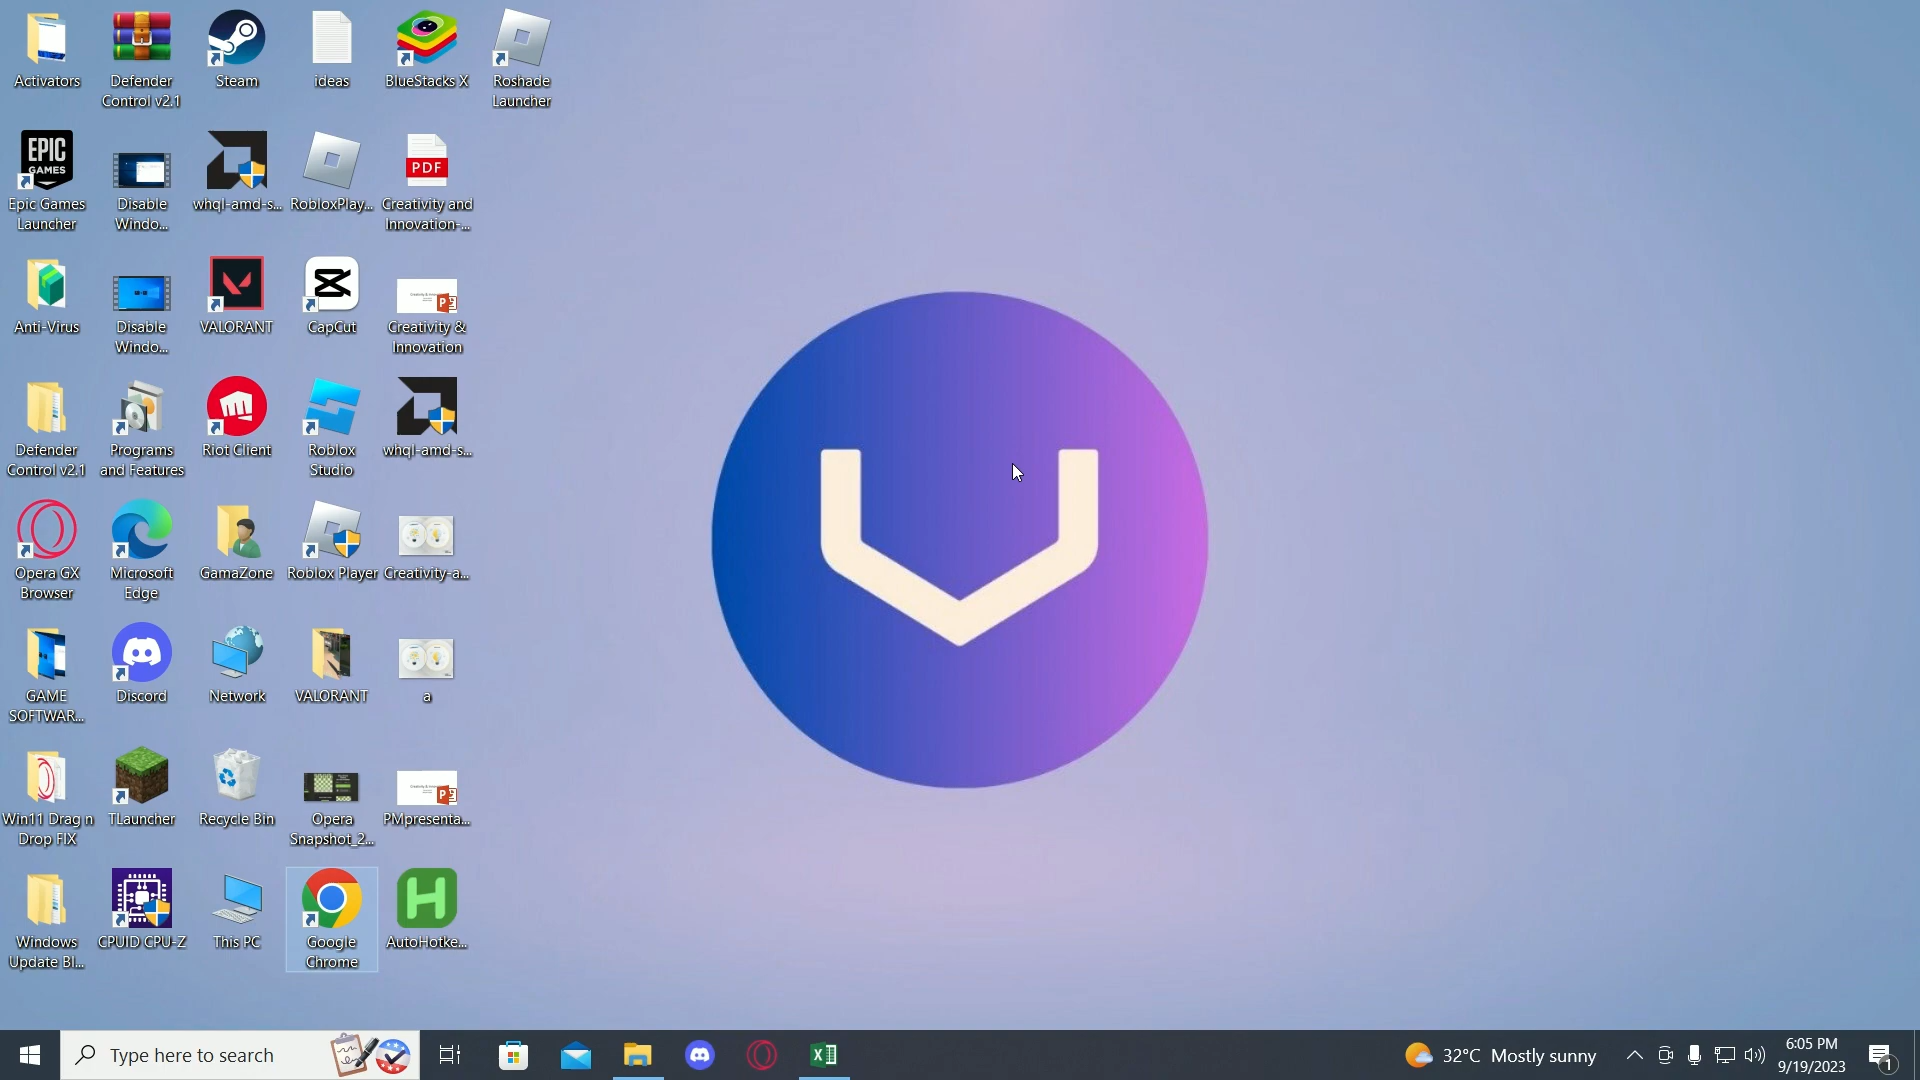 Activators
Defender
Control v2.1
Steam
ideas
BlueStacks X
Roshade
Launcher
EPIC
GAMES
Epic Games
Launcher
Disable
Windo...
whql-amd-s...
RobloxPlay...
PDF
Creativity and
Innovation-...
Anti-Virus
Disable
Windo...
VALORANT
CapCut
Creativity &
Innovation
Defender
Control v2.1
Programs
and Features
Riot Client
Roblox
Studio
whql-amd-s...
Opera GX
Browser
Microsoft
Edge
GamaZone
Roblox Player
Creativity-a...
GAME
SOFTWAR...
Discord
Network
VALORANT
a
Win11 Drag n
Drop FIX
TLauncher
Recycle Bin
Opera
Snapshot_2...
PMpresenta...
Windows
Update Bl...
CPUID CPU-Z
This PC
Google
Chrome
H
AutoHotke...
Type here to search
32°C Mostly sunny
6:05 PM
9/19/2023
1